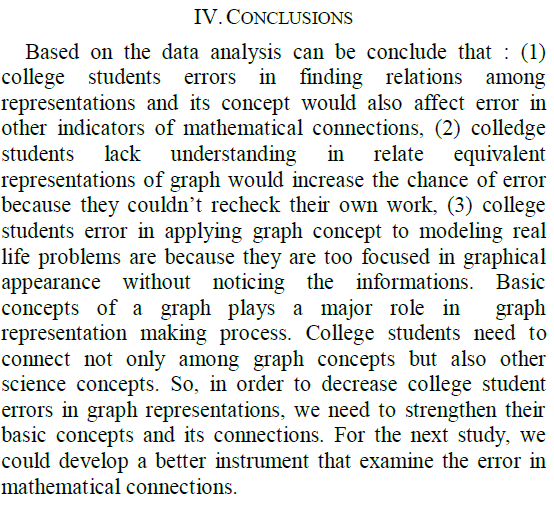 IV. CONCLUSIONS
Based on the data analysis can be conclude that : (1)
college students errors in finding relations among
representations and its concept would also affect error in
other indicators of mathematical connections, (2) colledge
students lack understanding in relate equivalent
representations of graph would increase the chance of error
because they couldn’t recheck their own work, (3) college
students error in applying graph concept to modeling real
life problems are because they are too focused in graphical
appearance without noticing the informations. Basic
concepts of a graph plays a major role in graph
representation making process. College students need to
connect not only among graph concepts but also other
science concepts. So, in order to decrease college student
errors in graph representations, we need to strengthen their
basic concepts and its connections. For the next study, we
could develop a better instrument that examine the error in
mathematical connections.